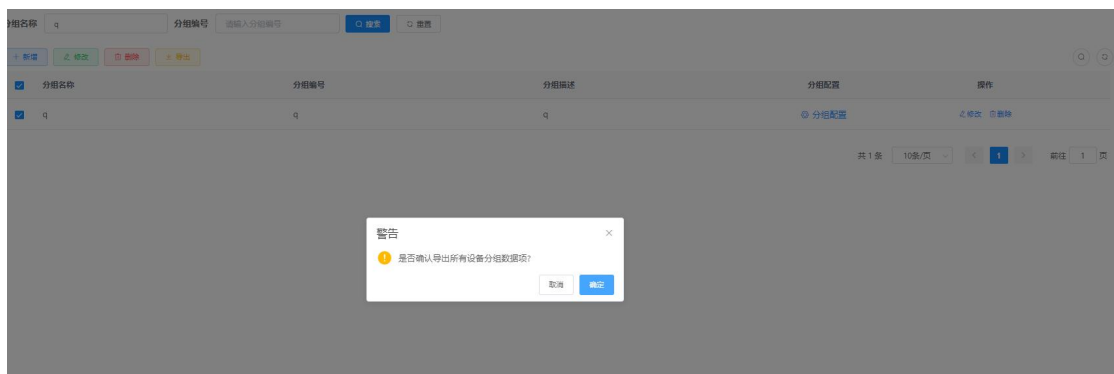 分组名称 q 分组编号 请输入分组编号 搜索 重置
+ 新增 修改 删除 导出
分组名称 分组编号 分组描述 分组配置 操作
q q q 分组配置 修改 删除
共 1 条 10条/页 < 1 > 前往 1 页
警告 ×
是否确认导出所有设备分组数据项?
取消 确定